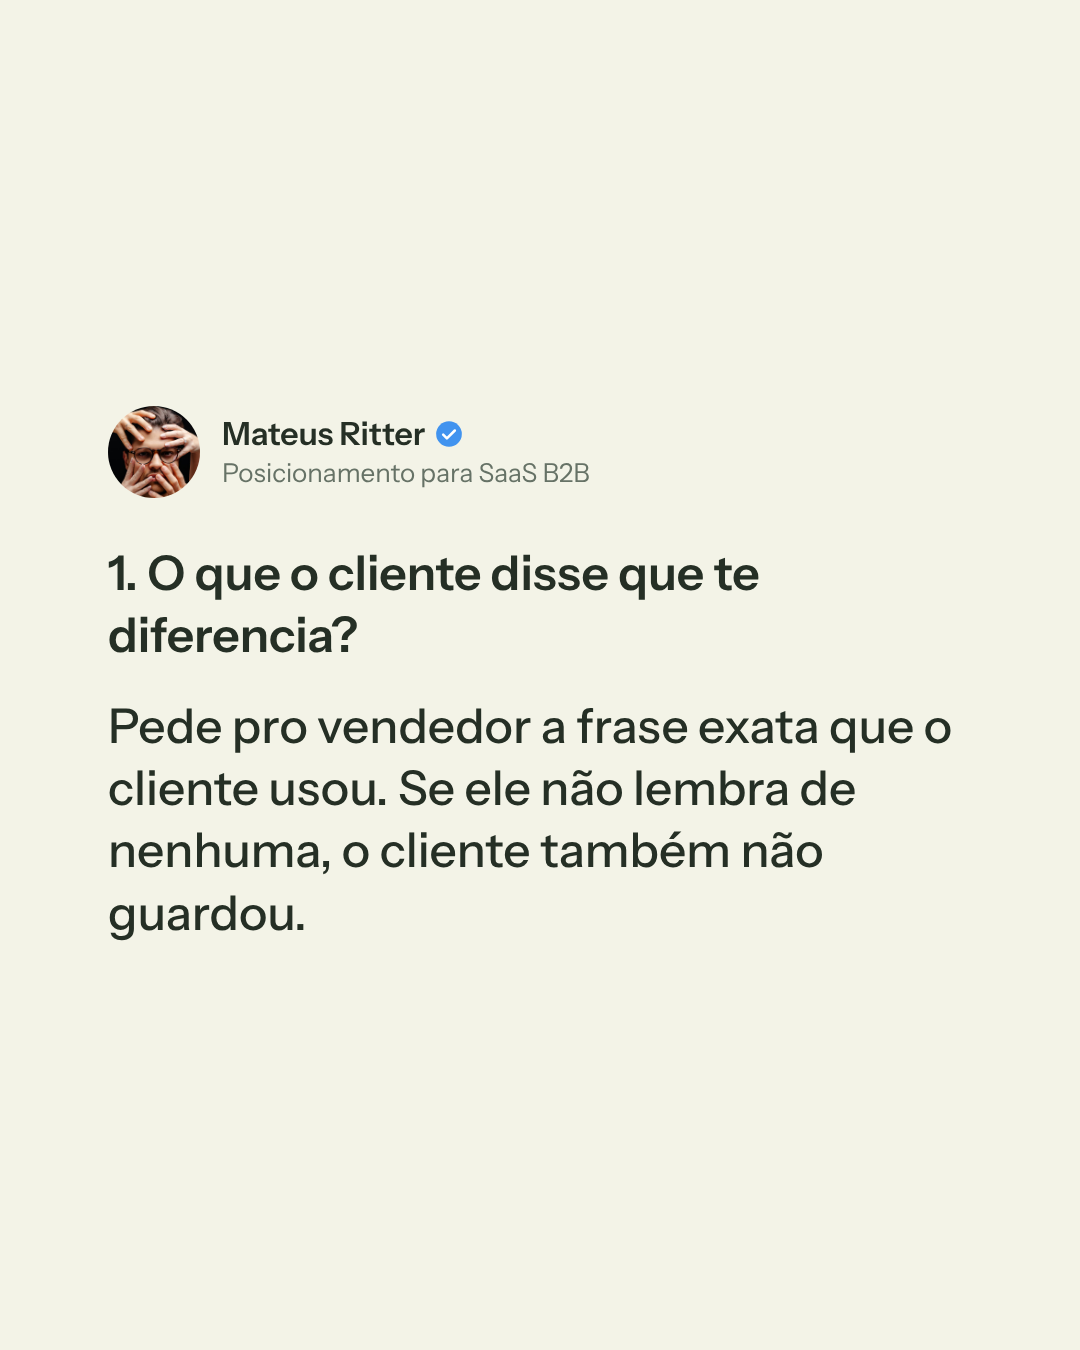 Mateus Ritter
Posicionamento para SaaS B2B
1. O que o cliente disse que te
diferencia?
Pede pro vendedor a frase exata que o
cliente usou. Se ele não lembra de
nenhuma, o cliente também não
guardou.